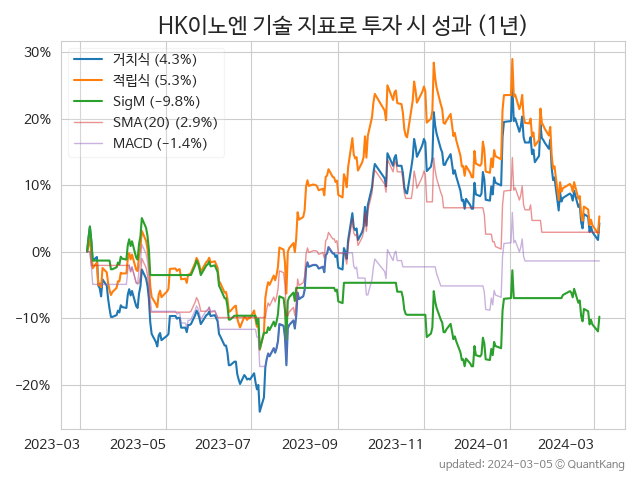 HK이노엔 기술 지표로 투자 시 성과 (1년)
30%
20%
10%
0%
−10%
−20%
거치식 (4.3%)
적립식 (5.3%)
SigM (−9.8%)
SMA(20) (2.9%)
MACD (−1.4%)
2023−03 2023−05 2023−07 2023−09 2023−11 2024−01 2024−03
updated: 2024-03-05 © QuantKang